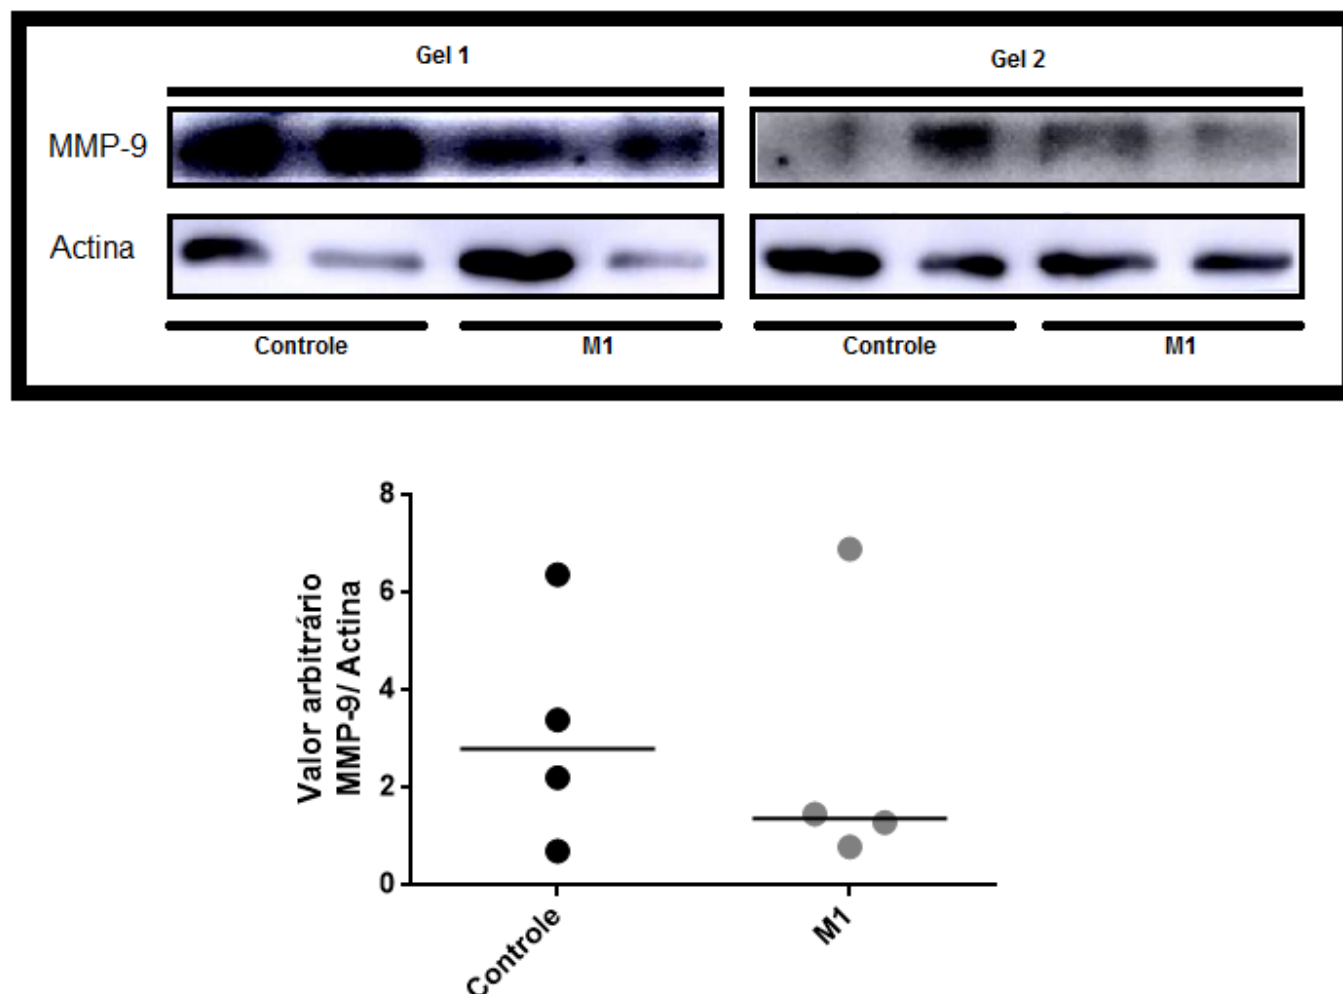 Gel 1
Gel 2
MMP-9
Actina
Controle
M1
Controle
M1
Valor arbitrário
MMP-9/ Actina
8
6
4
2
0
Controle
M1